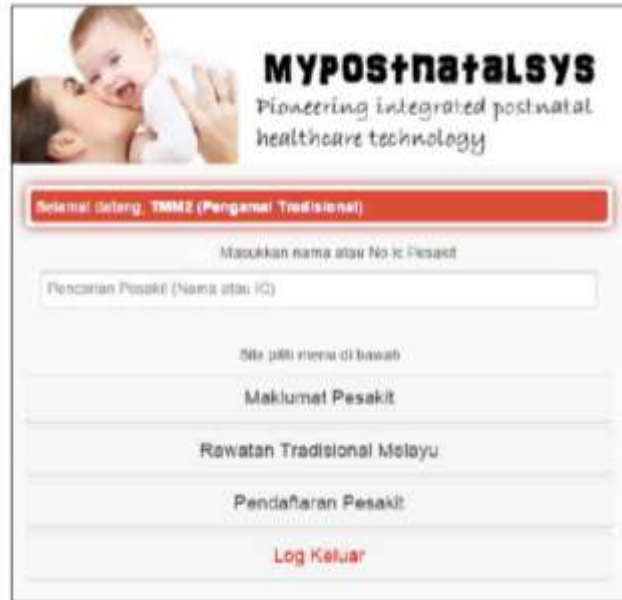 MYPOSTNATALSYS
Pioneering integrated postnatal
healthcare technology
Selamat datang, TMM2 (Pengamal Tradisional)
Masukkan nama atau No Ic Pesakit
Pencarian Pesakit (Nama atau IC)
Sila pilih menu di bawah
Maklumat Pesakit
Rawatan Tradisional Melayu
Pendaftaran Pesakit
Log Keluar